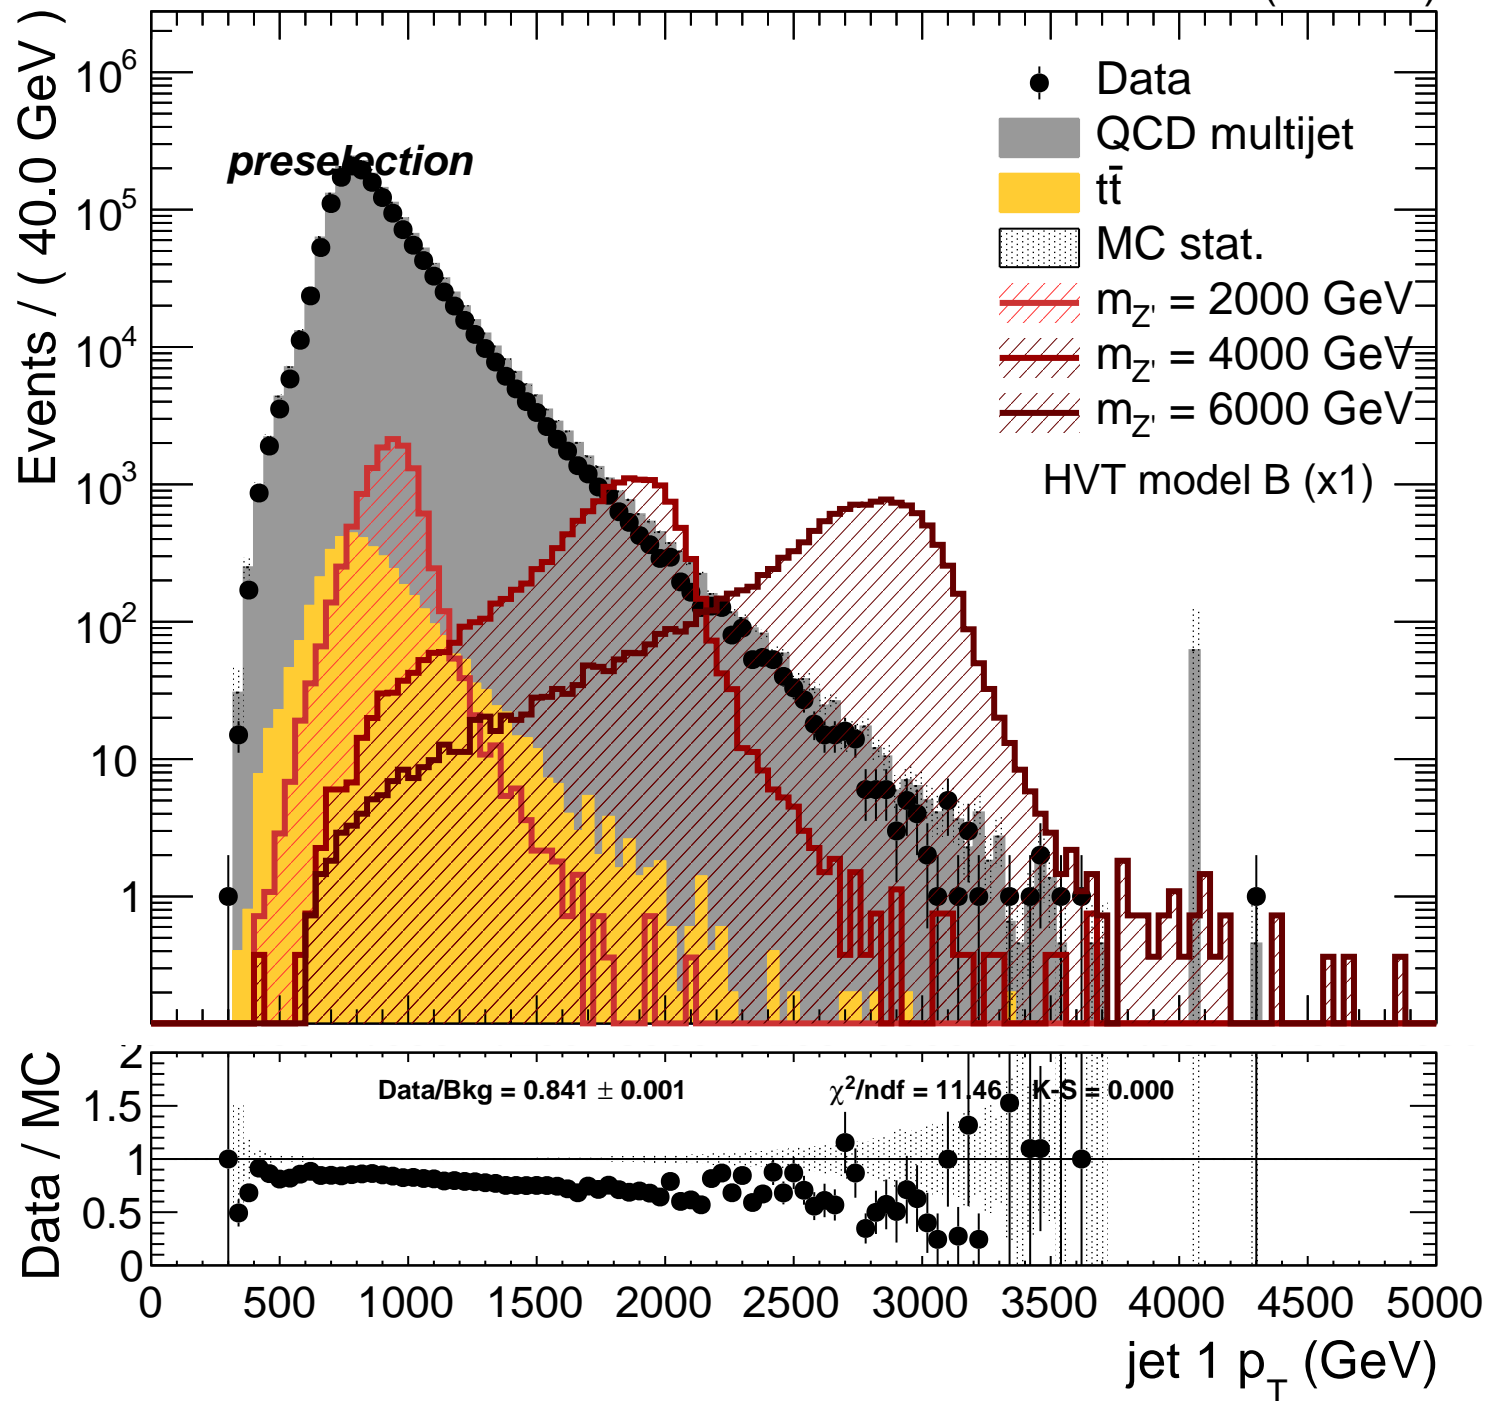 Events / ( 40.0 GeV )
10^6
10^5
10^4
10^3
10^2
10
1
preselection
Data
QCD multijet
tt̄
MC stat.
m_Z' = 2000 GeV
m_Z' = 4000 GeV
m_Z' = 6000 GeV
HVT model B (x1)
Data / MC
2
1.5
1
0.5
0
Data/Bkg = 0.841 ± 0.001
χ²/ndf = 11.46
K-S = 0.000
0 500 1000 1500 2000 2500 3000 3500 4000 4500 5000
jet 1 p_T (GeV)